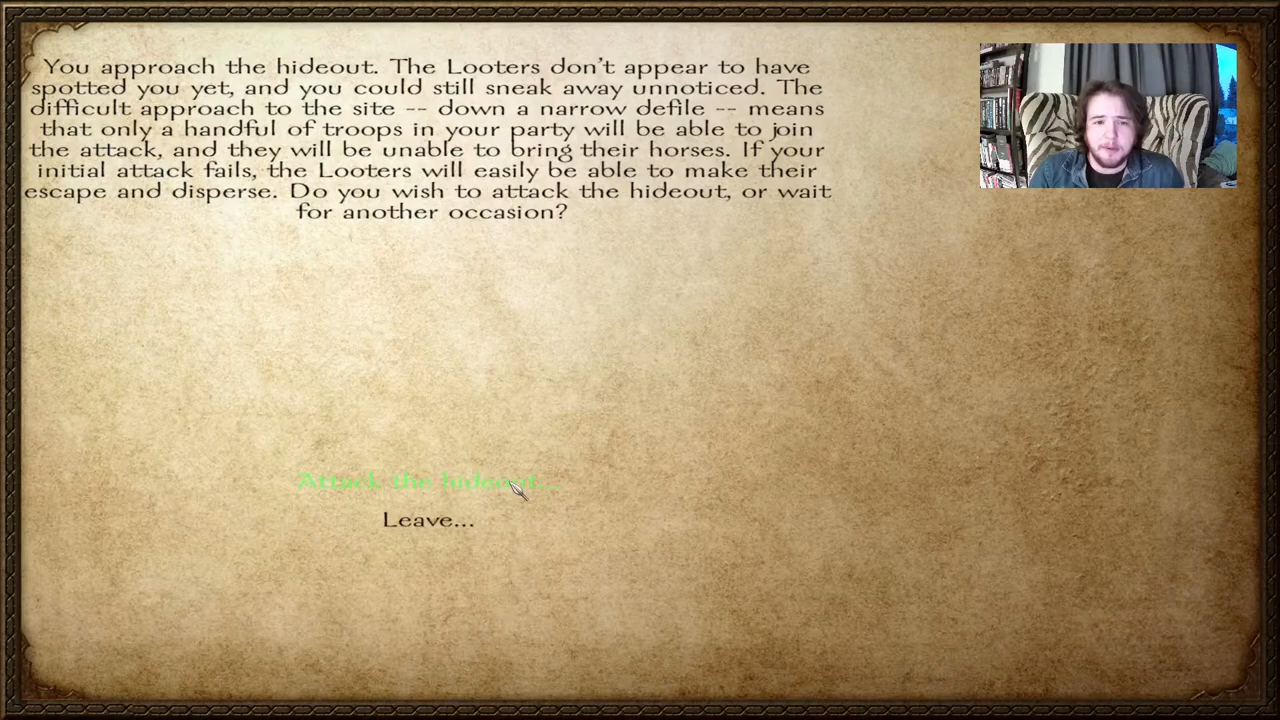 You approach the hideout. The Looters don't appear to have
spotted you yet, and you could still sneak away unnoticed. The
difficult approach to the site -- down a narrow defile -- means
that only a handful of troops in your party will be able to join
the attack, and they will be unable to bring their horses. If your
initial attack fails, the Looters will easily be able to make their
escape and disperse. Do you wish to attack the hideout, or wait
for another occasion?
Attack the hideout...
Leave...